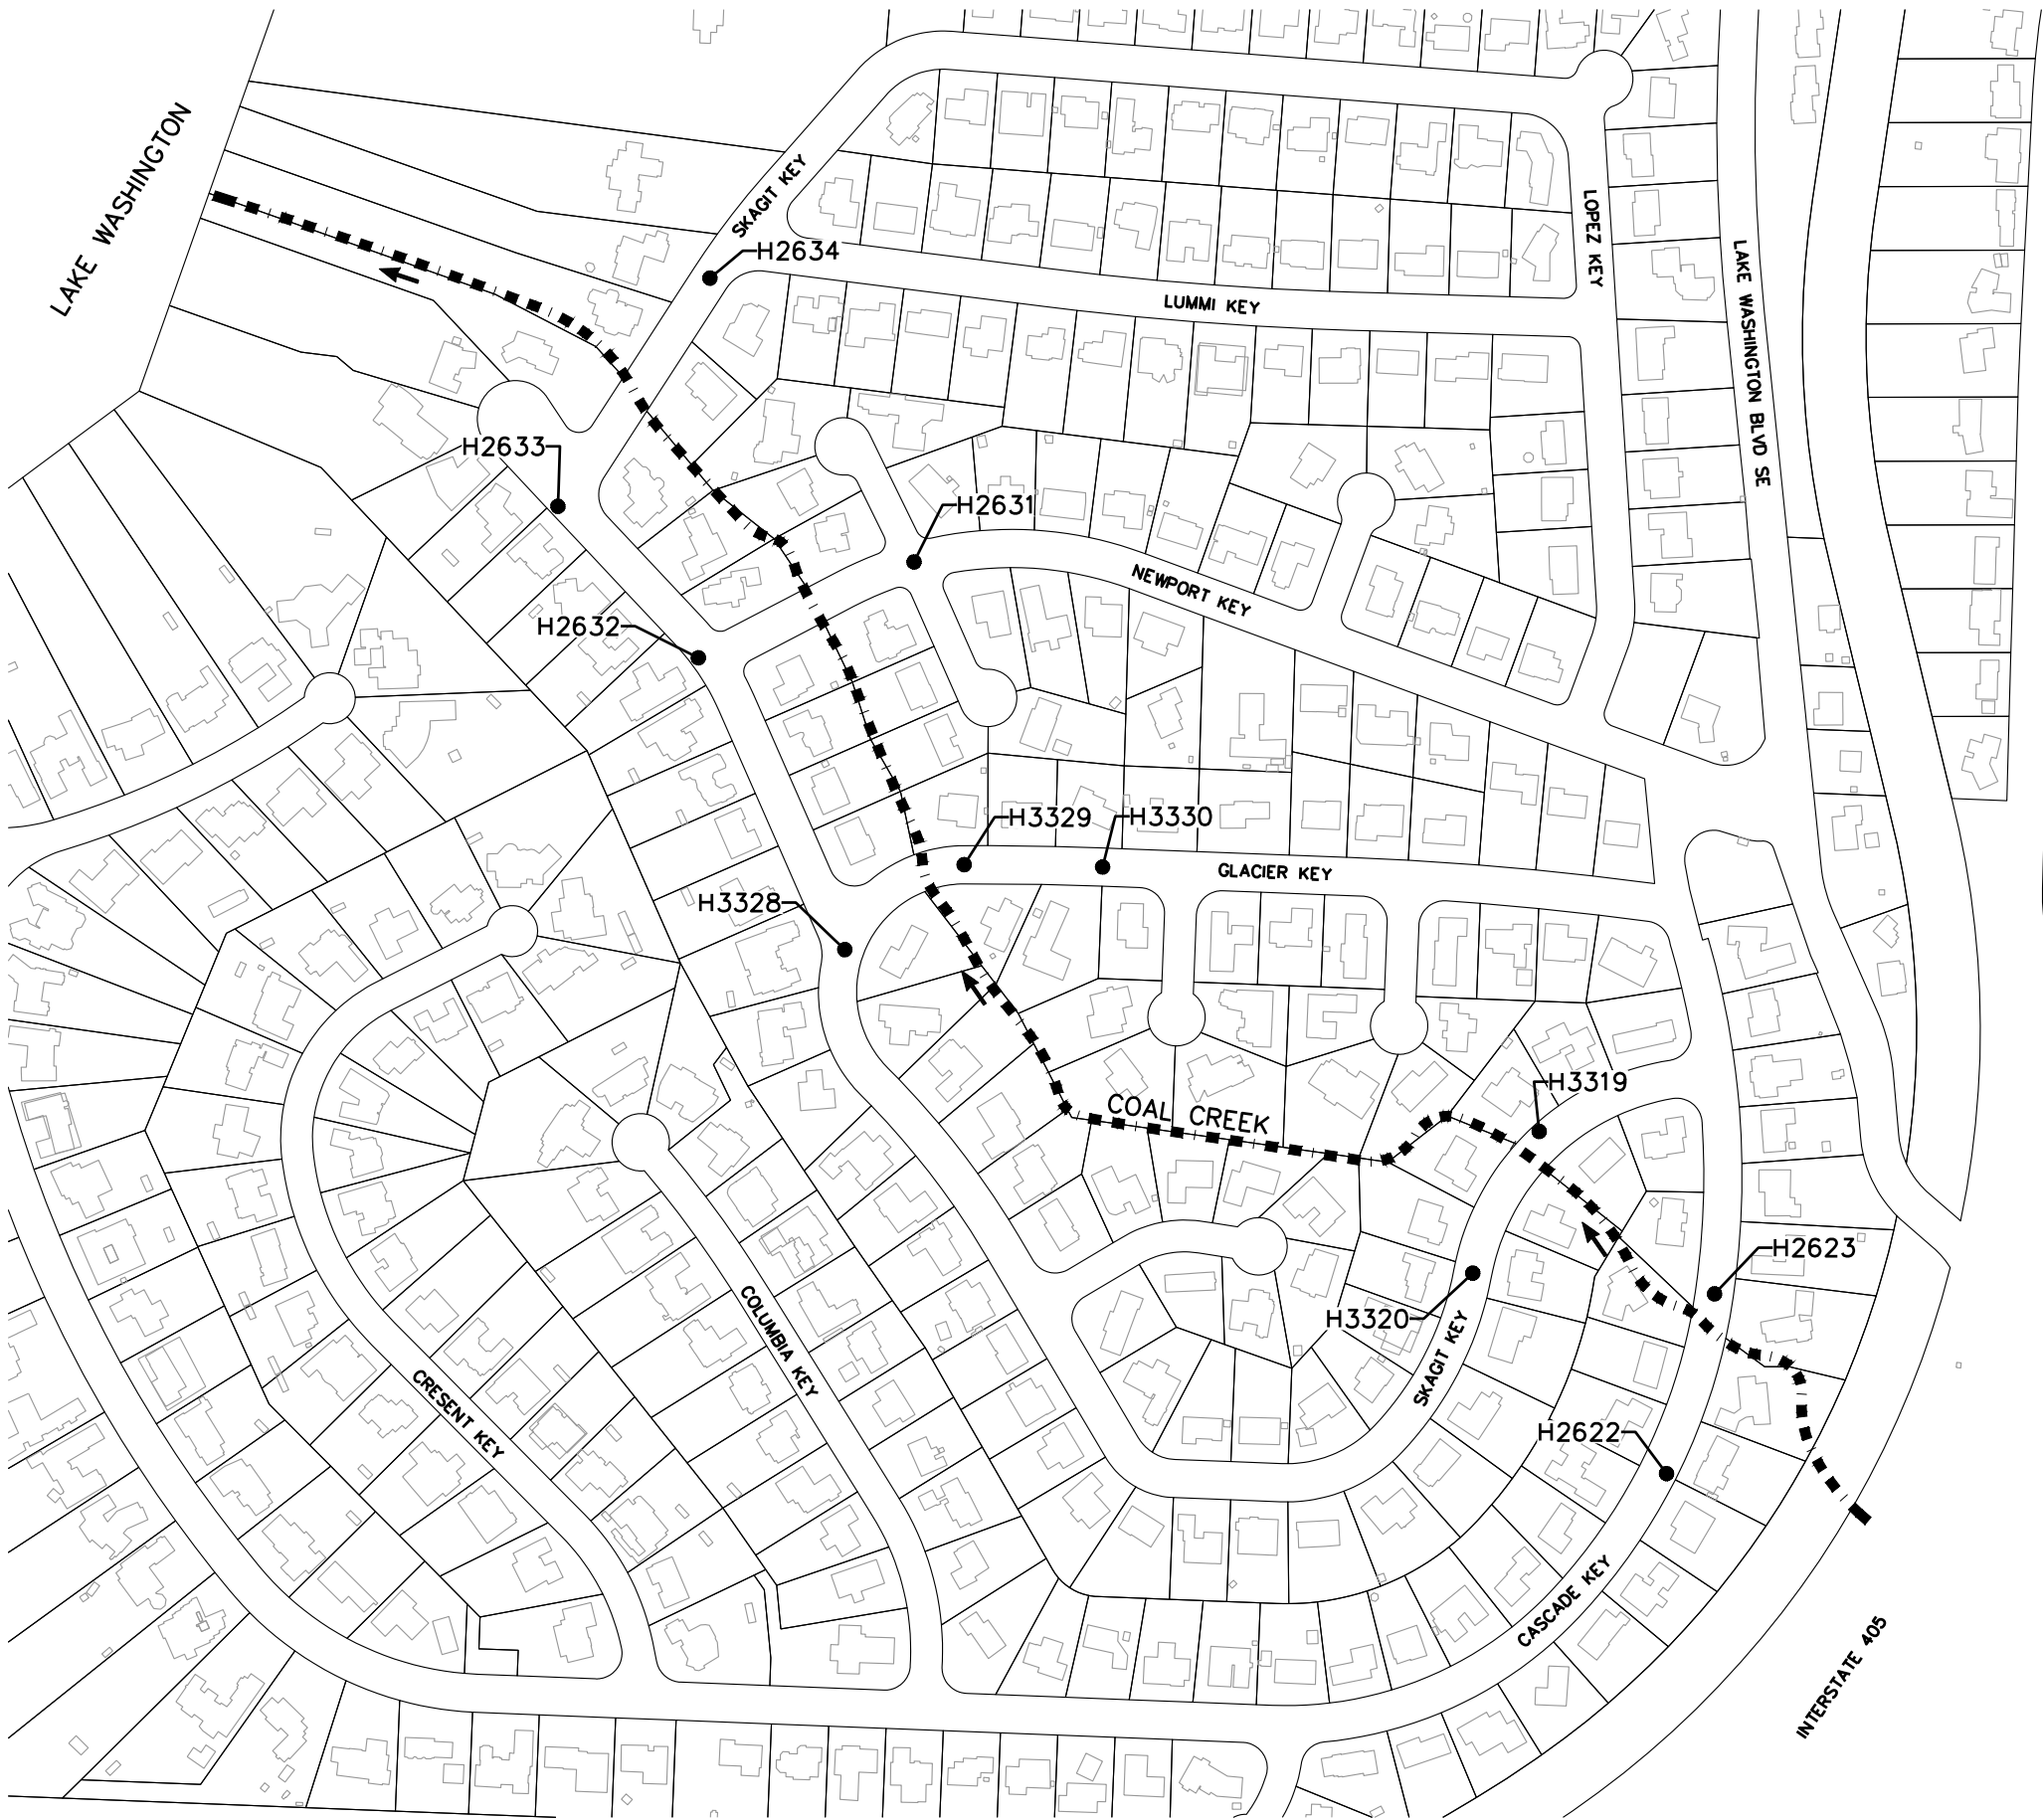 LAKE WASHINGTON
SKAGIT KEY
H2634
LOPEZ KEY
LAKE WASHINGTON BLVD SE
LUMMI KEY
H2633
H2631
NEWPORT KEY
H2632
H3329
H3330
GLACIER KEY
H3328
H3319
COAL CREEK
H2623
H3320
SKAGIT KEY
COLUMBIA KEY
CRESENT KEY
H2622
CASCADE KEY
INTERSTATE 405